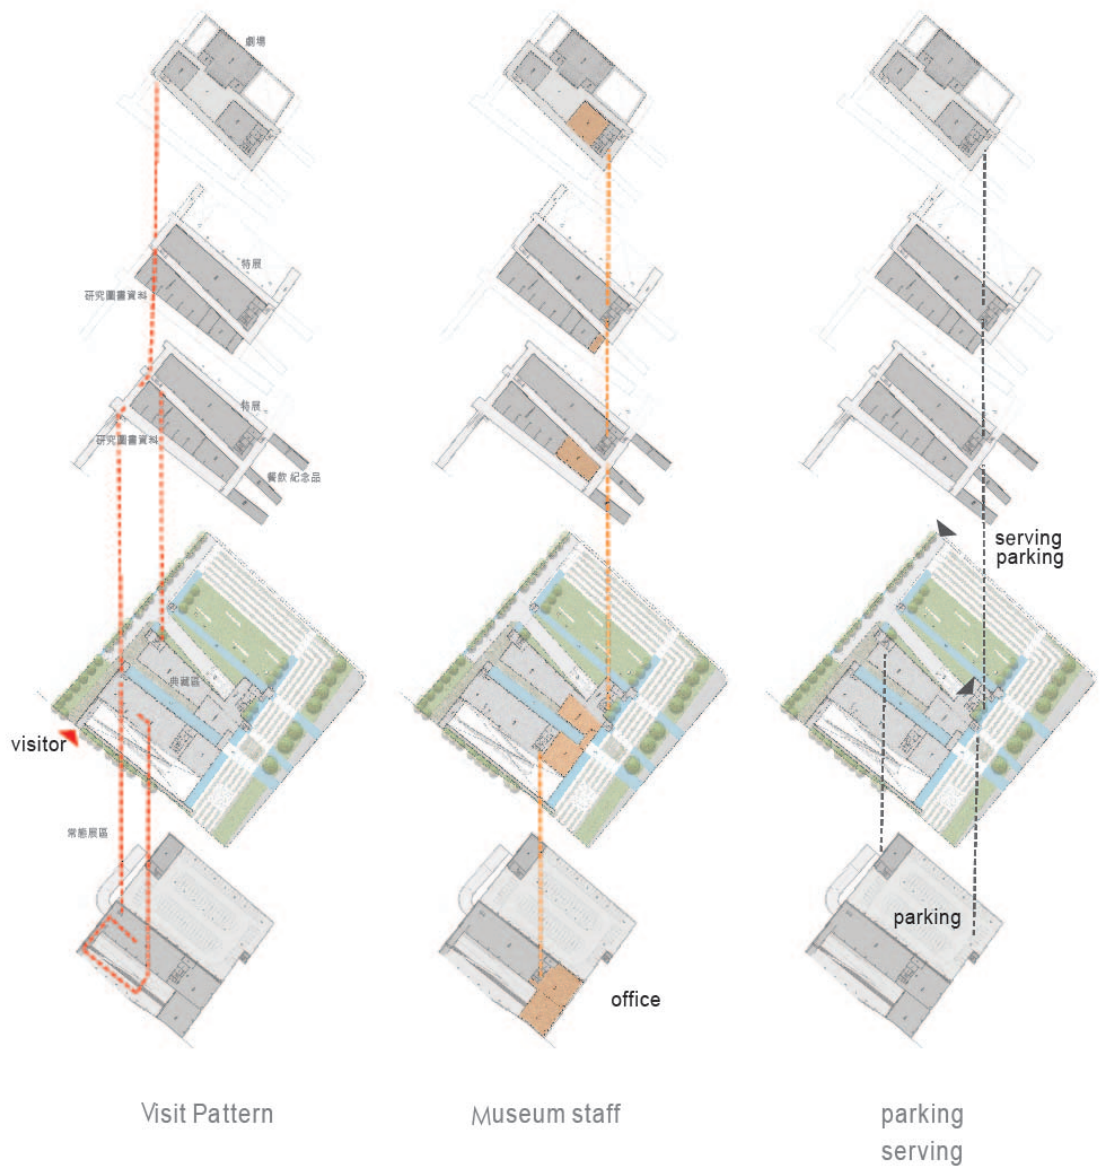 劇場
特展
研究圖書資料
特展
研究圖書資料
餐飲 紀念品
serving
parking
典藏區
visitor
常態展區
parking
office
Visit Pattern
Museum staff
parking
serving